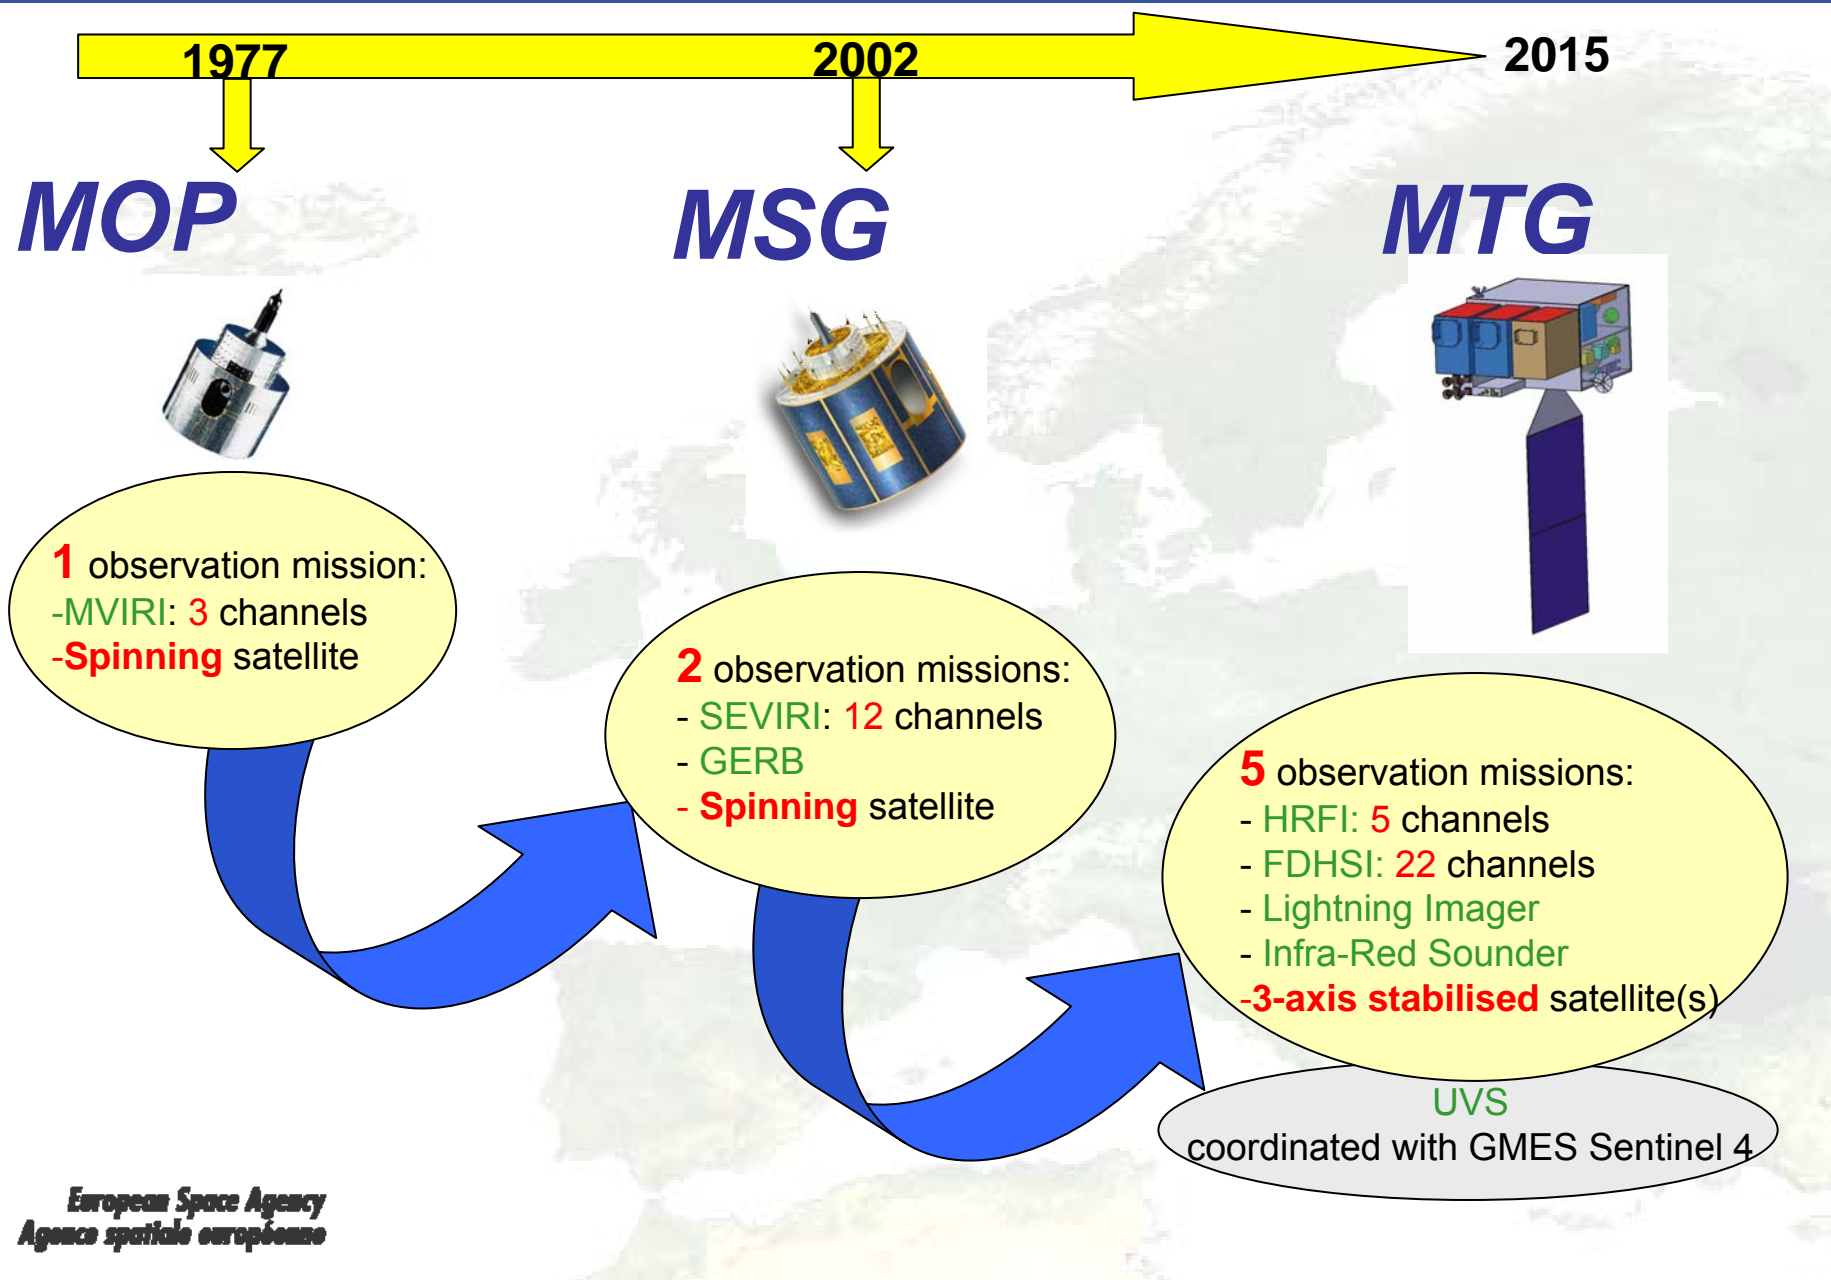 1977
2002
2015
MOP
MSG
MTG
1 observation mission:
-MVIRI: 3 channels
-Spinning satellite
2 observation missions:
- SEVIRI: 12 channels
- GERB
- Spinning satellite
5 observation missions:
- HRFI: 5 channels
- FDHSI: 22 channels
- Lightning Imager
- Infra-Red Sounder
-3-axis stabilised satellite(s)
UVS
coordinated with GMES Sentinel 4
European Space Agency
Agence spatiale européenne